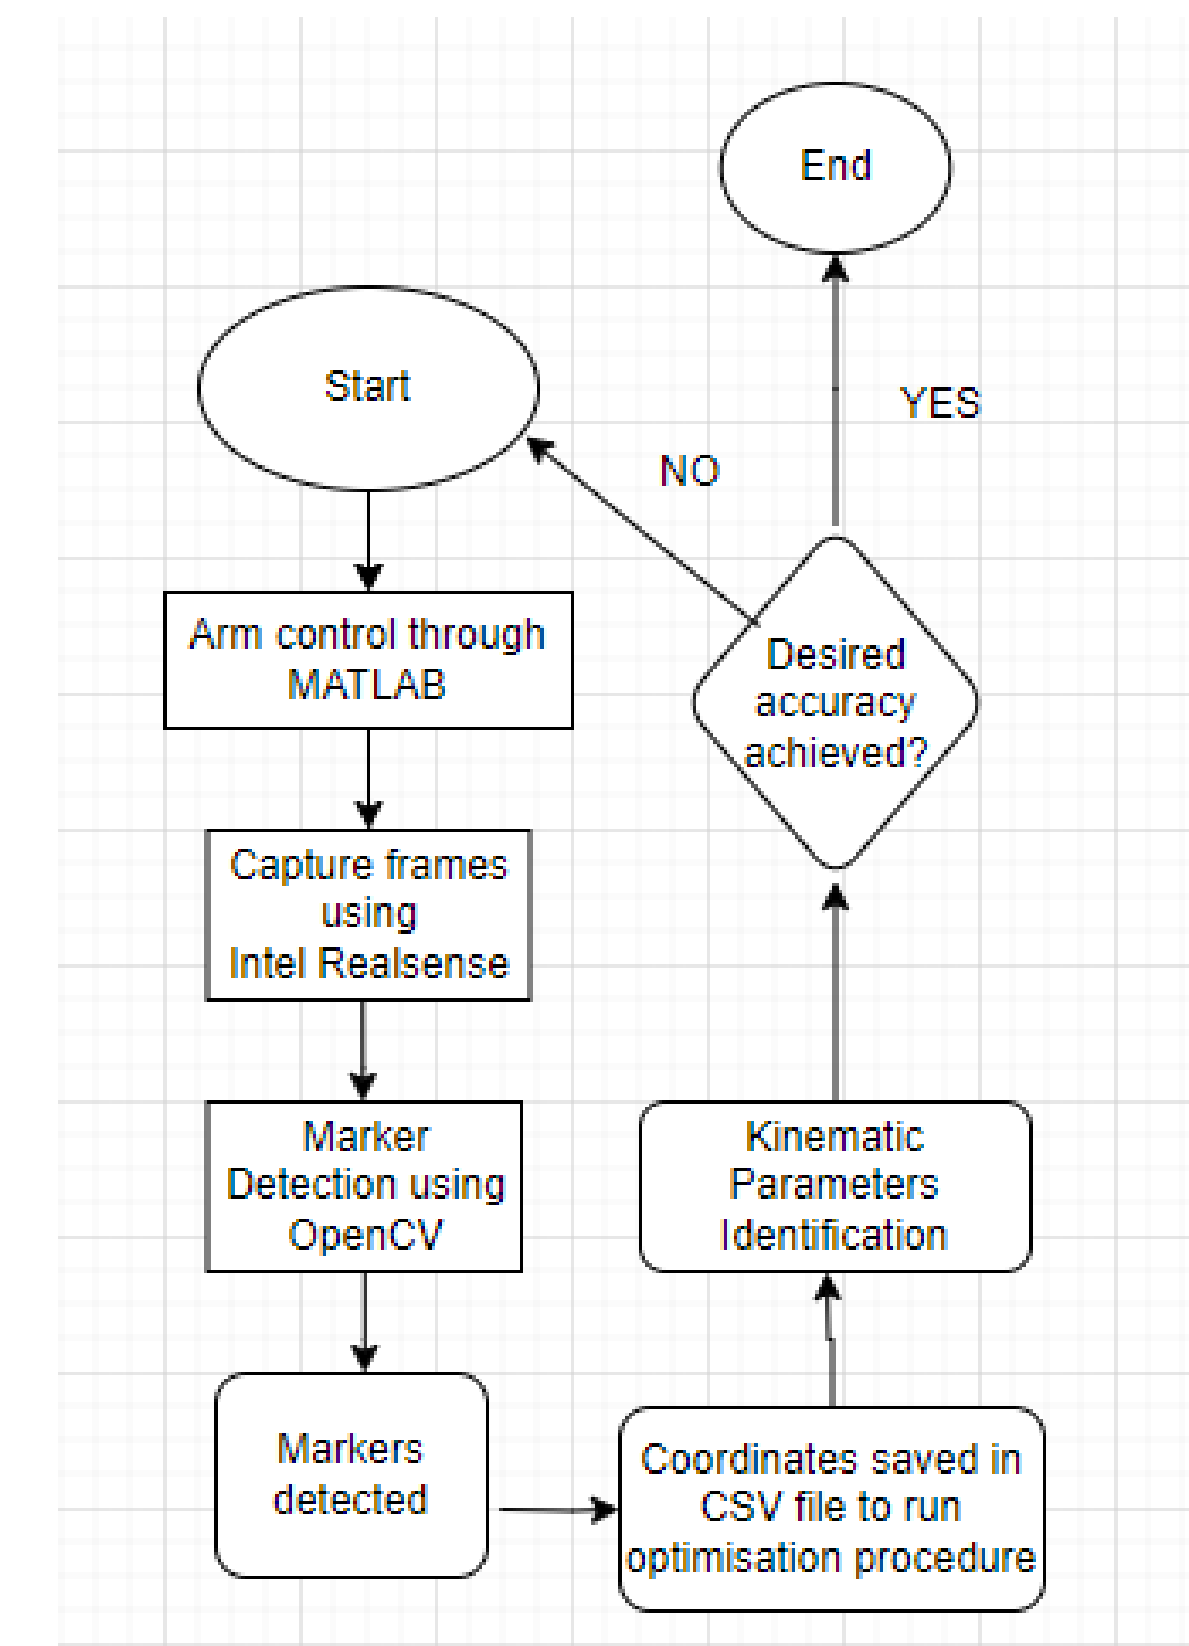 Start
Arm control through
MATLAB
Capture frames
using
Intel Realsense
Marker
Detection using
OpenCV
Markers
detected
Coordinates saved in
CSV file to run
optimisation procedure
Kinematic
Parameters
Identification
Desired
accuracy
achieved?
NO
YES
End